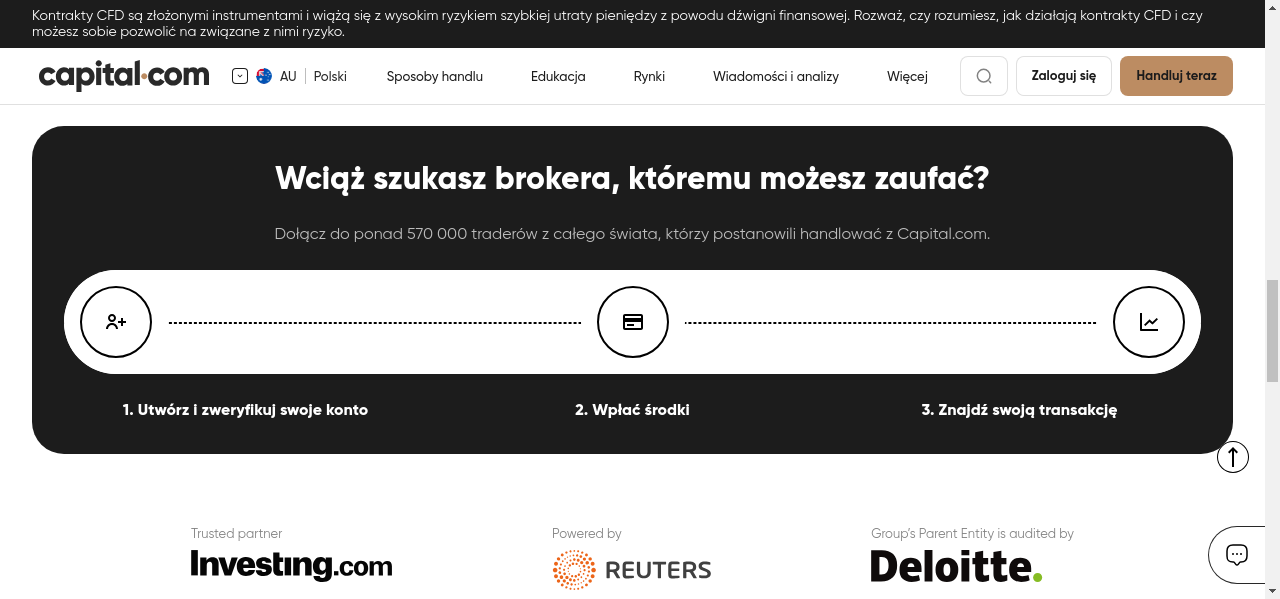 Kontrakty CFD są złożonymi instrumentami i wiążą się z wysokim ryzykiem szybkiej utraty pieniędzy z powodu dźwigni finansowej. Rozważ, czy rozumiesz, jak działają kontrakty CFD i czy
możesz sobie pozwolić na związane z nimi ryzyko.
capital.com
AU
Polski
Sposoby handlu
Edukacja
Rynki
Wiadomości i analizy
Więcej
Zaloguj się
Handluj teraz
Wciąż szukasz brokera, któremu możesz zaufać?
Dołącz do ponad 570 000 traderów z całego świata, którzy postanowili handlować z Capital.com.
1. Utwórz i zweryfikuj swoje konto
2. Wpłać środki
3. Znajdź swoją transakcję
Trusted partner
Powered by
Group's Parent Entity is audited by
Investing.com
REUTERS
Deloitte.